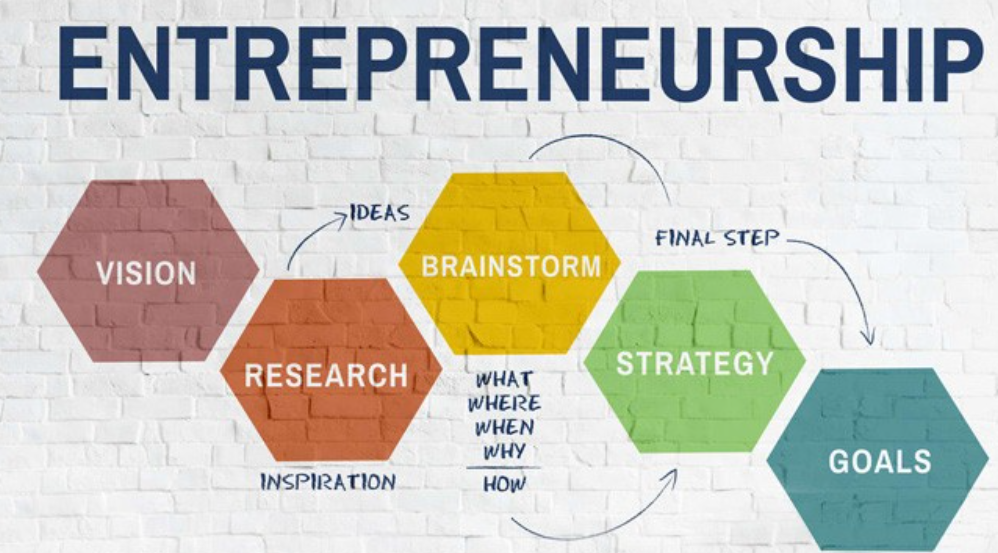 ENTREPRENEURSHIP
VISION
RESEARCH
INSPIRATION
IDEAS
BRAINSTORM
WHAT
WHERE
WHEN
WHY
HOW
FINAL STEP
STRATEGY
GOALS